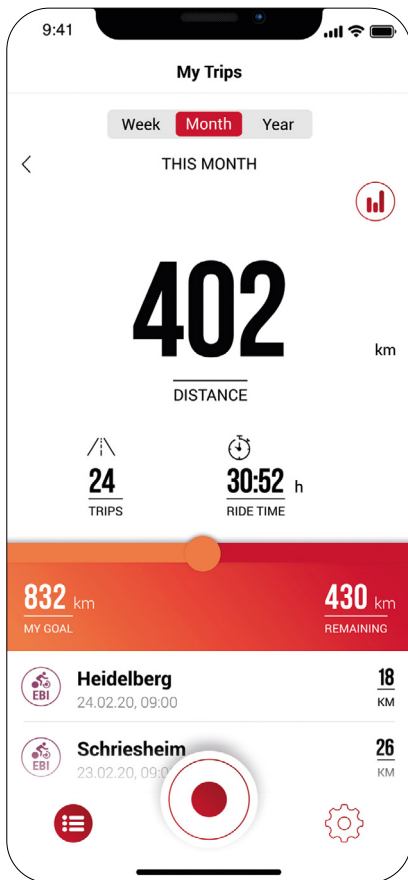 9:41
My Trips
Week Month Year
THIS MONTH
402 km
DISTANCE
24 30:52 h
TRIPS RIDE TIME
832 km 430 km
MY GOAL REMAINING
Heidelberg 18
EBI 24.02.20, 09:00 KM
Schriesheim 26
EBI 23.02.20, 09:0 KM